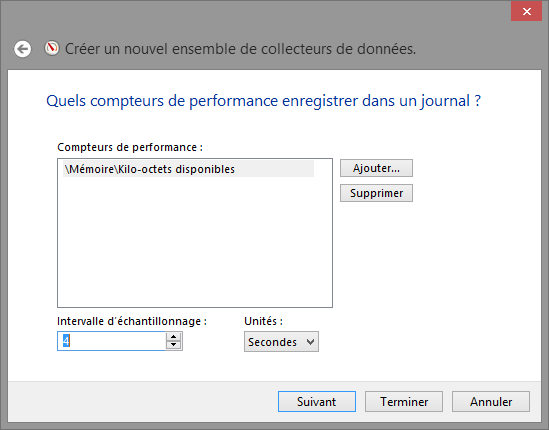 Créer un nouvel ensemble de collecteurs de données.
Quels compteurs de performance enregistrer dans un journal ?
Compteurs de performance :
\Mémoire\Kilo-octets disponibles
Ajouter...
Supprimer
Intervalle d'échantillonnage :
Unités :
4
Secondes
Suivant
Terminer
Annuler